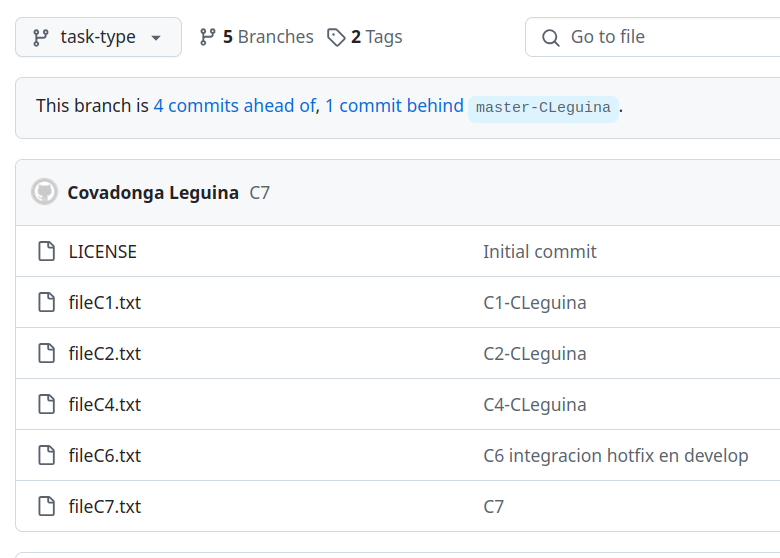 task-type 5 Branches 2 Tags Go to file
This branch is 4 commits ahead of, 1 commit behind master-CLeguina.
Covadonga Leguina C7
LICENSE Initial commit
fileC1.txt C1-CLeguina
fileC2.txt C2-CLeguina
fileC4.txt C4-CLeguina
fileC6.txt C6 integracion hotfix en develop
fileC7.txt C7